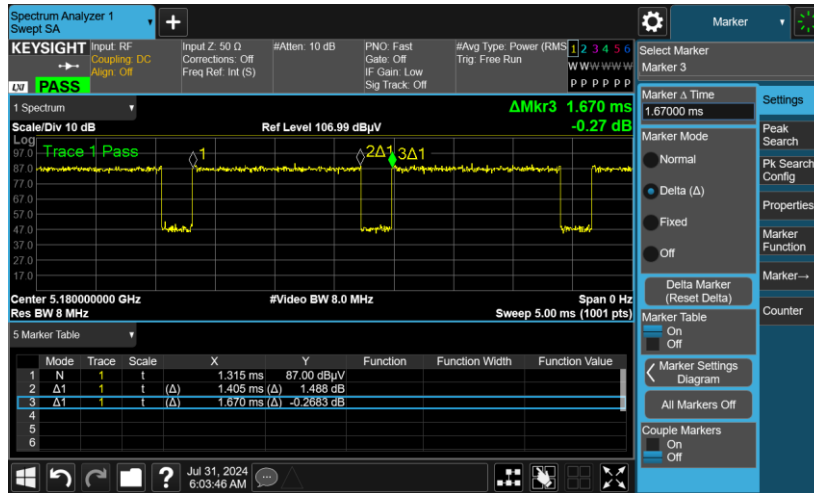 Spectrum Analyzer 1
Swept SA
Marker
KEYSIGHT
Input: RF
Coupling: DC
Align: Off
Input Z: 50 Ω
Corrections: Off
Freq Ref: Int (S)
#Atten: 10 dB
PNO: Fast
Gate: Off
IF Gain: Low
Sig Track: Off
#Avg Type: Power (RMS
Trig: Free Run
1 2 3 4 5 6
W W W W W W
P P P P P P
LXI
PASS
Select Marker
Marker 3
1 Spectrum
ΔMkr3 1.670 ms
-0.27 dB
Scale/Div 10 dB
Ref Level 106.99 dBµV
Log
Trace 1 Pass
1
2Δ1
3Δ1
97.0
87.0
77.0
67.0
57.0
47.0
37.0
27.0
17.0
Center 5.180000000 GHz
#Video BW 8.0 MHz
Span 0 Hz
Res BW 8 MHz
Sweep 5.00 ms (1001 pts)
5 Marker Table
Mode Trace Scale X Y Function Function Width Function Value
1 N 1 t 1.315 ms 87.00 dBµV
2 Δ1 1 t (Δ) 1.405 ms (Δ) 1.488 dB
3 Δ1 1 t (Δ) 1.670 ms (Δ) -0.2683 dB
4
5
6
Marker Δ Time
1.67000 ms
Marker Mode
Normal
Delta (Δ)
Fixed
Off
Delta Marker
(Reset Delta)
Marker Table
On
Off
Marker Settings
Diagram
All Markers Off
Couple Markers
On
Off
Settings
Peak
Search
Pk Search
Config
Properties
Marker
Function
Marker→
Counter
?
Jul 31, 2024
6:03:46 AM